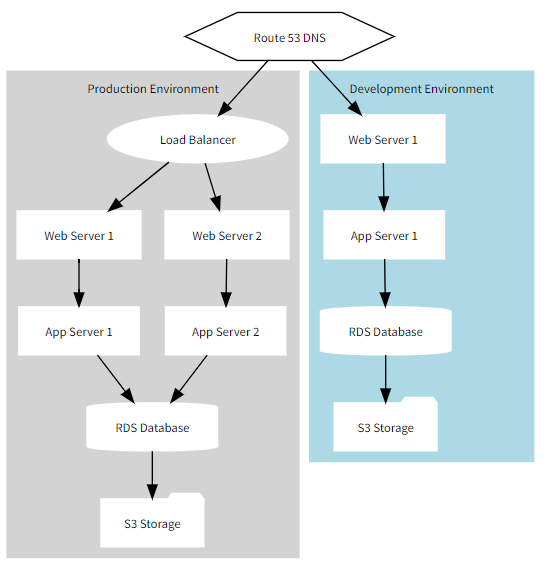 Route 53 DNS
Production Environment
Load Balancer
Web Server 1
Web Server 2
App Server 1
App Server 2
RDS Database
S3 Storage
Development Environment
Web Server 1
App Server 1
RDS Database
S3 Storage